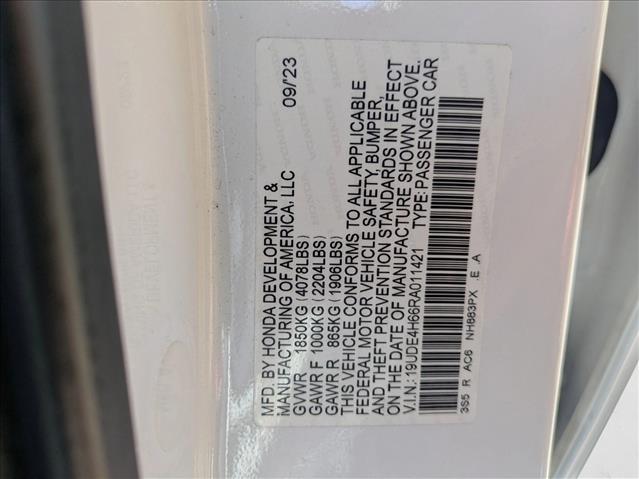 MFD. BY HONDA DEVELOPMENT & 09/'23
MANUFACTURING OF AMERICA, LLC
GVWR 1850KG (4078LBS)
GAWR F 1000KG (2204LBS)
GAWR R 865KG (1906LBS)
THIS VEHICLE CONFORMS TO ALL APPLICABLE
FEDERAL MOTOR VEHICLE SAFETY, BUMPER,
AND THEFT PREVENTION STANDARDS IN EFFECT
ON THE DATE OF MANUFACTURE SHOWN ABOVE.
V.I.N.: 19UDE4H66RA011421 TYPE: PASSENGER CAR
3S5 R AC6 NH883PX .E .A